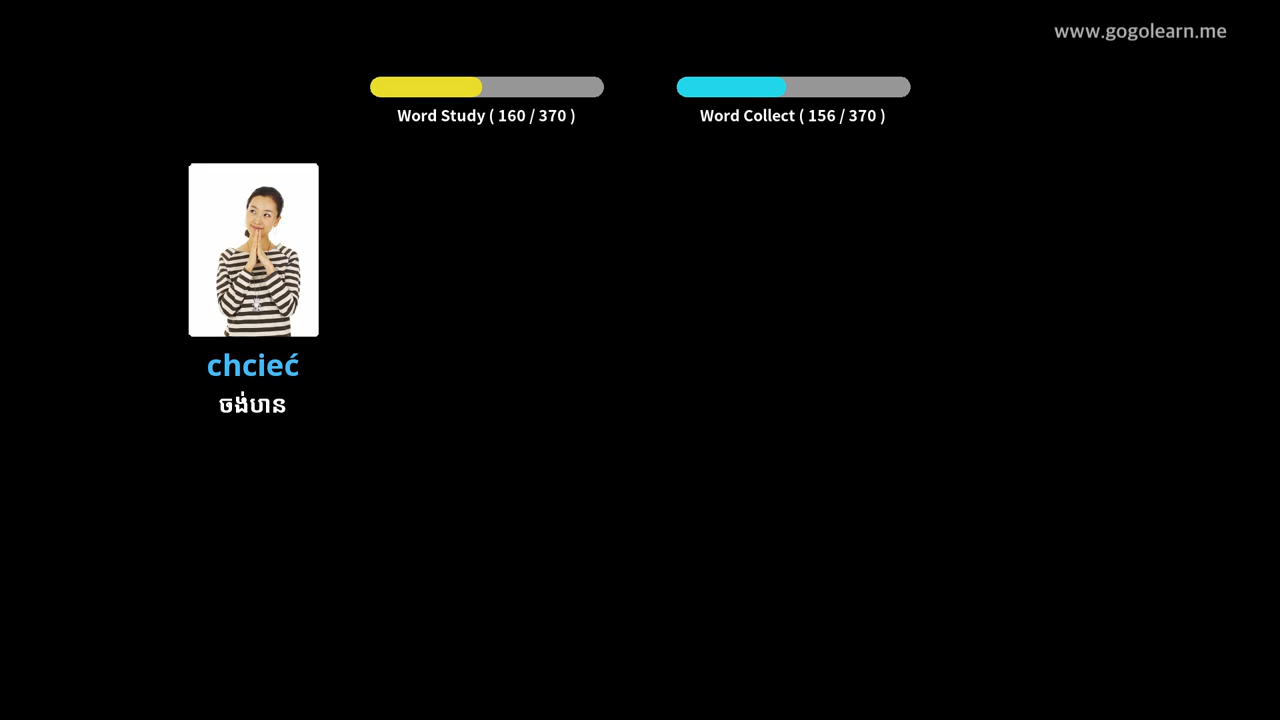 www.gogolearn.me
Word Study ( 160 / 370 )
Word Collect ( 156 / 370 )
chcieć
ចង់បាន